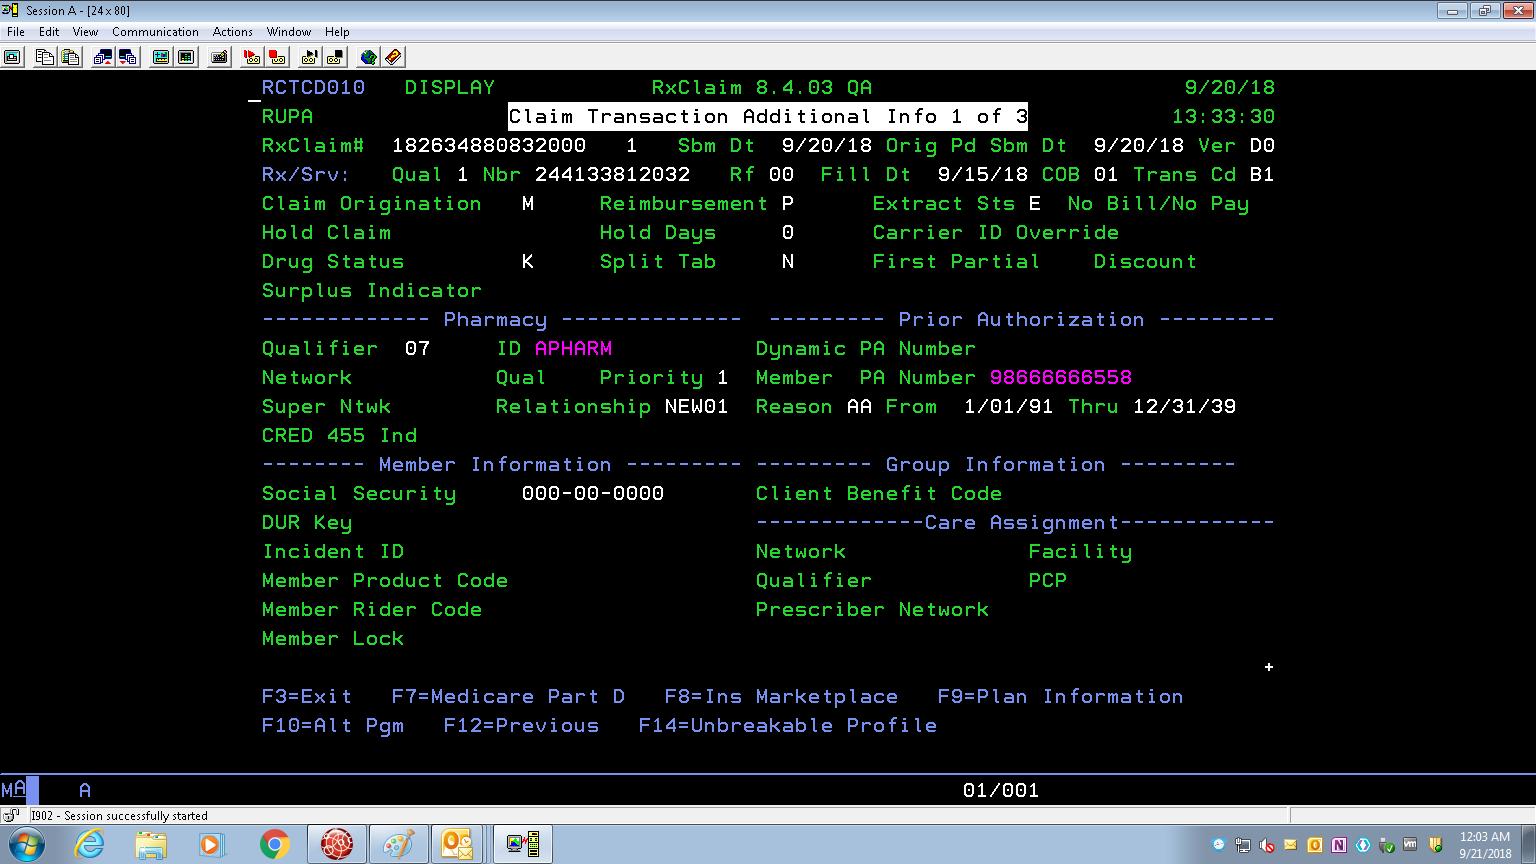 Session A - [24 x 80]
File Edit View Communication Actions Window Help
RCTCD010 DISPLAY RxClaim 8.4.03 QA 9/20/18
RUPA Claim Transaction Additional Info 1 of 3 13:33:30
RxClaim# 182634880832000 1 Sbm Dt 9/20/18 Orig Pd Sbm Dt 9/20/18 Ver D0
Rx/Srv: Qual 1 Nbr 244133812032 Rf 00 Fill Dt 9/15/18 COB 01 Trans Cd B1
Claim Origination M Reimbursement P Extract Sts E No Bill/No Pay
Hold Claim Hold Days 0 Carrier ID Override
Drug Status K Split Tab N First Partial Discount
Surplus Indicator
------------- Pharmacy -------------- --------- Prior Authorization ---------
Qualifier 07 ID APHARM Dynamic PA Number
Network Qual Priority 1 Member PA Number 98666666558
Super Ntwk Relationship NEW01 Reason AA From 1/01/91 Thru 12/31/39
CRED 455 Ind
-------- Member Information --------- --------- Group Information ---------
Social Security 000-00-0000 Client Benefit Code
DUR Key -------------Care Assignment------------
Incident ID Network Facility
Member Product Code Qualifier PCP
Member Rider Code Prescriber Network
Member Lock
+
F3=Exit F7=Medicare Part D F8=Ins Marketplace F9=Plan Information
F10=Alt Pgm F12=Previous F14=Unbreakable Profile
MA A 01/001
I902 - Session successfully started
12:03 AM
9/21/2018